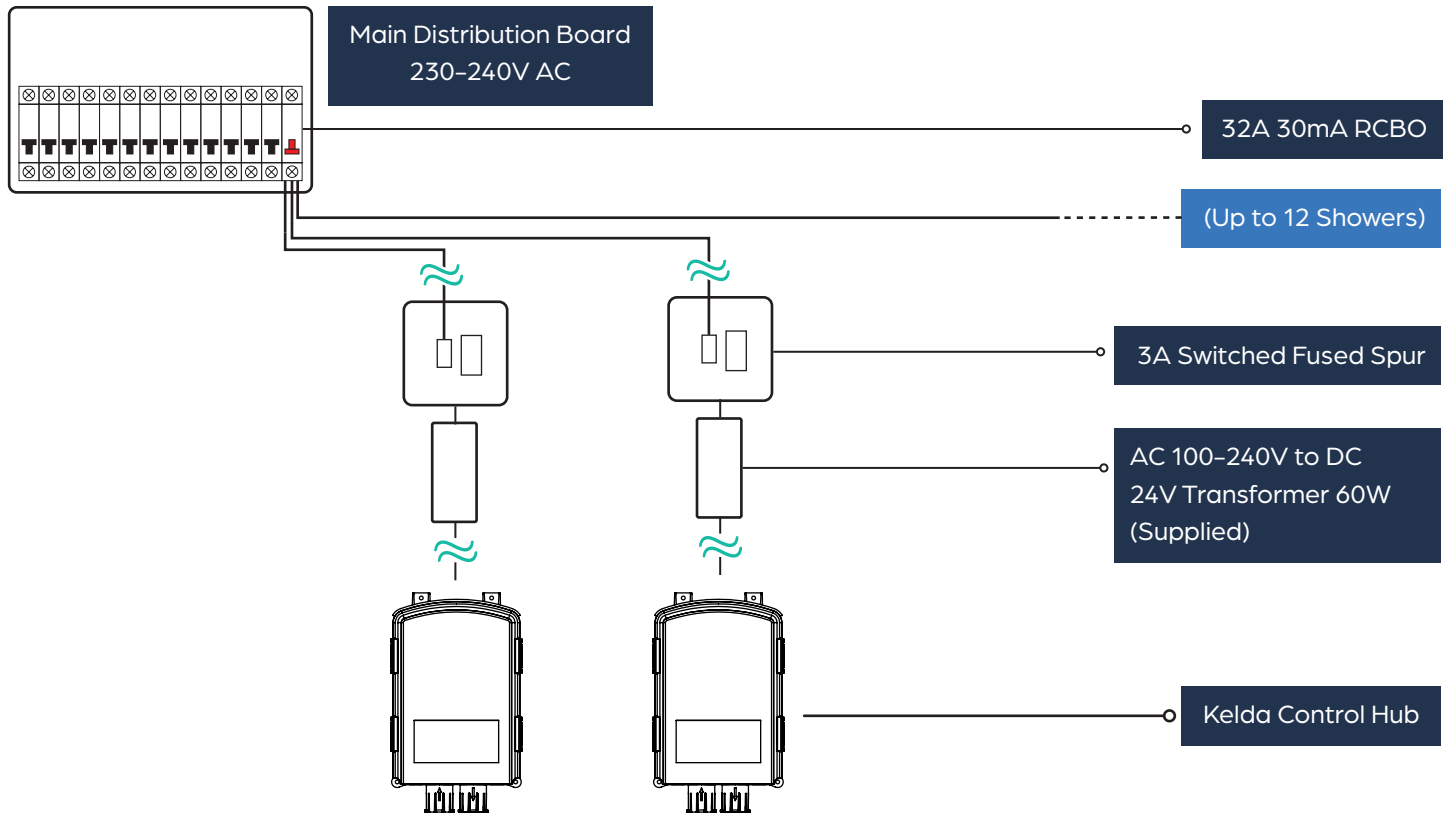 Main Distribution Board
230-240V AC
32A 30mA RCBO
(Up to 12 Showers)
3A Switched Fused Spur
AC 100-240V to DC
24V Transformer 60W
(Supplied)
Kelda Control Hub